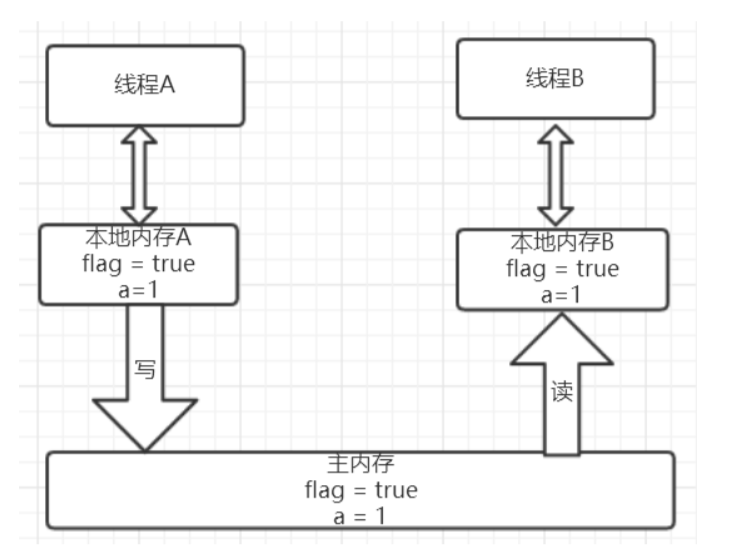 线程A
线程B
本地内存A
flag = true
a=1
本地内存B
flag = true
a=1
写
读
主内存
flag = true
a = 1